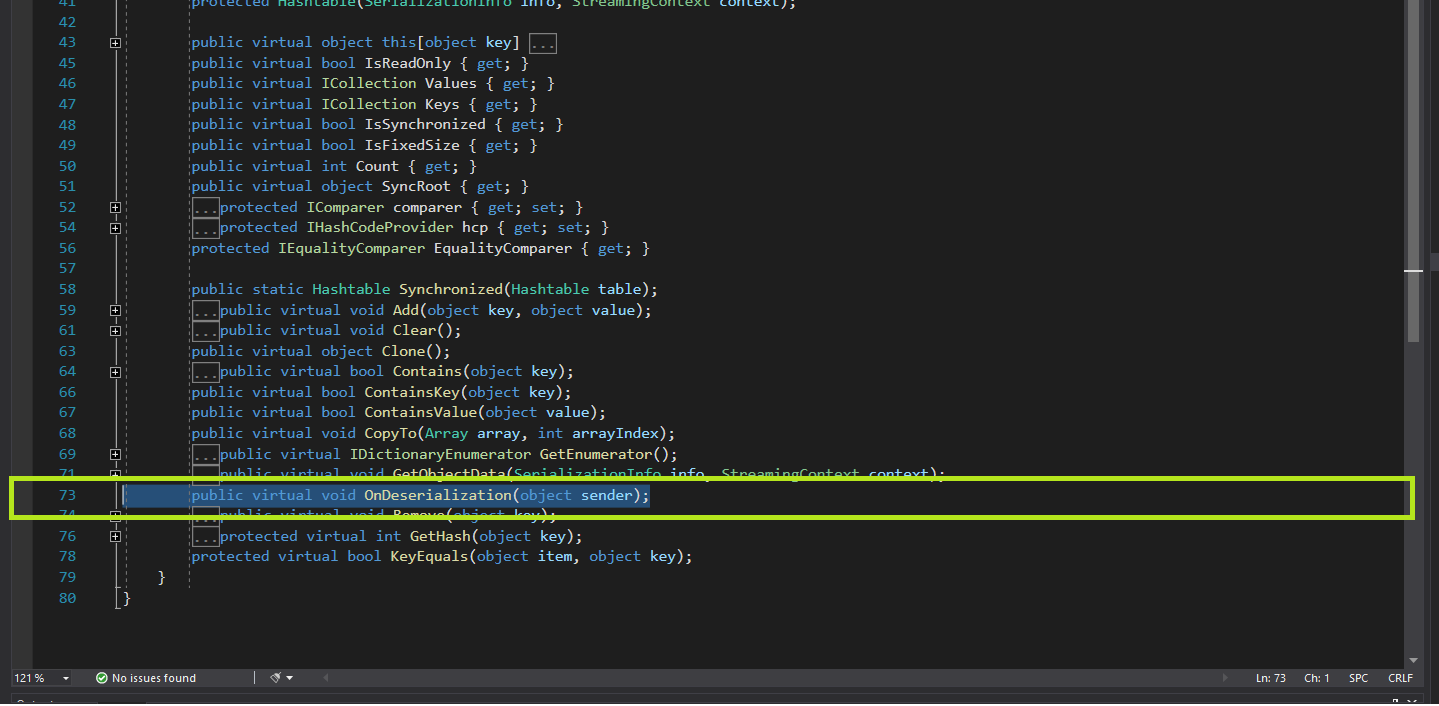 41 protected Hashtable(SerializationInfo info, StreamingContext context);
42
43 public virtual object this[object key] ...
45 public virtual bool IsReadOnly { get; }
46 public virtual ICollection Values { get; }
47 public virtual ICollection Keys { get; }
48 public virtual bool IsSynchronized { get; }
49 public virtual bool IsFixedSize { get; }
50 public virtual int Count { get; }
51 public virtual object SyncRoot { get; }
52 ...protected IComparer comparer { get; set; }
54 ...protected IHashCodeProvider hcp { get; set; }
56 protected IEqualityComparer EqualityComparer { get; }
57
58 public static Hashtable Synchronized(Hashtable table);
59 ...public virtual void Add(object key, object value);
61 ...public virtual void Clear();
63 public virtual object Clone();
64 ...public virtual bool Contains(object key);
66 public virtual bool ContainsKey(object key);
67 public virtual bool ContainsValue(object value);
68 public virtual void CopyTo(Array array, int arrayIndex);
69 ...public virtual IDictionaryEnumerator GetEnumerator();
71 ...public virtual void GetObjectData(SerializationInfo info, StreamingContext context);
73 public virtual void OnDeserialization(object sender);
74 ...public virtual void Remove(object key);
76 ...protected virtual int GetHash(object key);
78 protected virtual bool KeyEquals(object item, object key);
79 }
80 }
121 % No issues found Ln: 73 Ch: 1 SPC CRLF